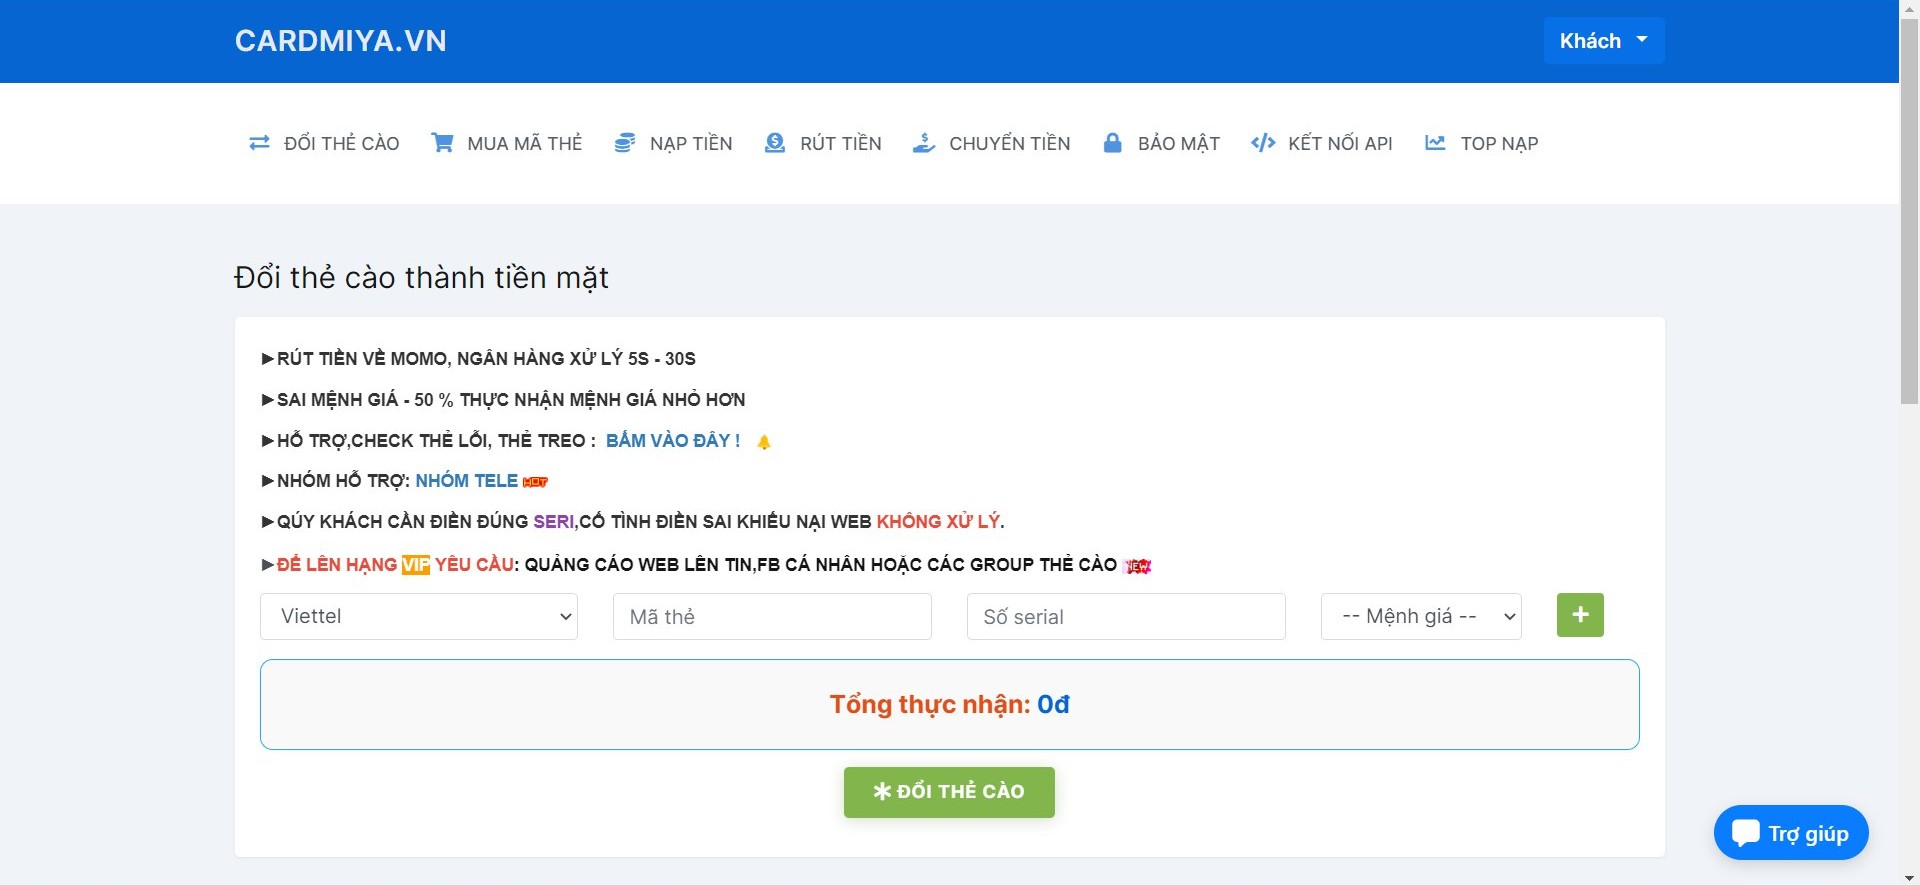 CARDMIYA.VN
Khách
ĐỔI THẺ CÀO MUA MÃ THẺ NẠP TIỀN RÚT TIỀN CHUYỂN TIỀN BẢO MẬT KẾT NỐI API TOP NẠP
Đổi thẻ cào thành tiền mặt
►RÚT TIỀN VỀ MOMO, NGÂN HÀNG XỬ LÝ 5S - 30S
►SAI MỆNH GIÁ - 50 % THỰC NHẬN MỆNH GIÁ NHỎ HƠN
►HỖ TRỢ,CHECK THẺ LỖI, THẺ TREO : BẤM VÀO ĐÂY !
►NHÓM HỖ TRỢ: NHÓM TELE HOT
►QÚY KHÁCH CẦN ĐIỀN ĐÚNG SERI,CỐ TÌNH ĐIỀN SAI KHIẾU NẠI WEB KHÔNG XỬ LÝ.
►ĐỂ LÊN HẠNG VIP YÊU CẦU: QUẢNG CÁO WEB LÊN TIN,FB CÁ NHÂN HOẶC CÁC GROUP THẺ CÀO NEW
Viettel Mã thẻ Số serial -- Mệnh giá -- +
Tổng thực nhận: 0đ
ĐỔI THẺ CÀO
Trợ giúp